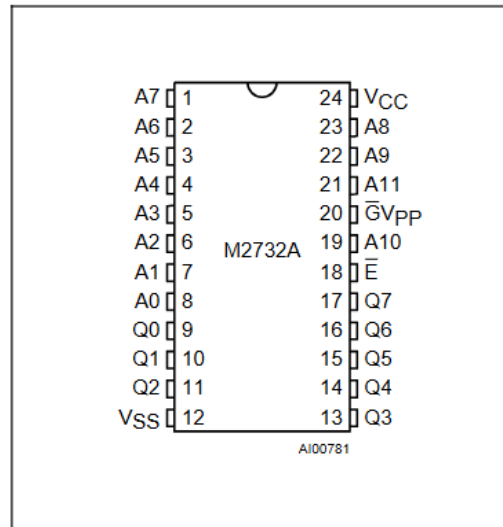 A7 1 24 VCC
A6 2 23 A8
A5 3 22 A9
A4 4 21 A11
A3 5 20 G̅VPP
A2 6 19 A10
M2732A
A1 7 18 E̅
A0 8 17 Q7
Q0 9 16 Q6
Q1 10 15 Q5
Q2 11 14 Q4
VSS 12 13 Q3
AI00781